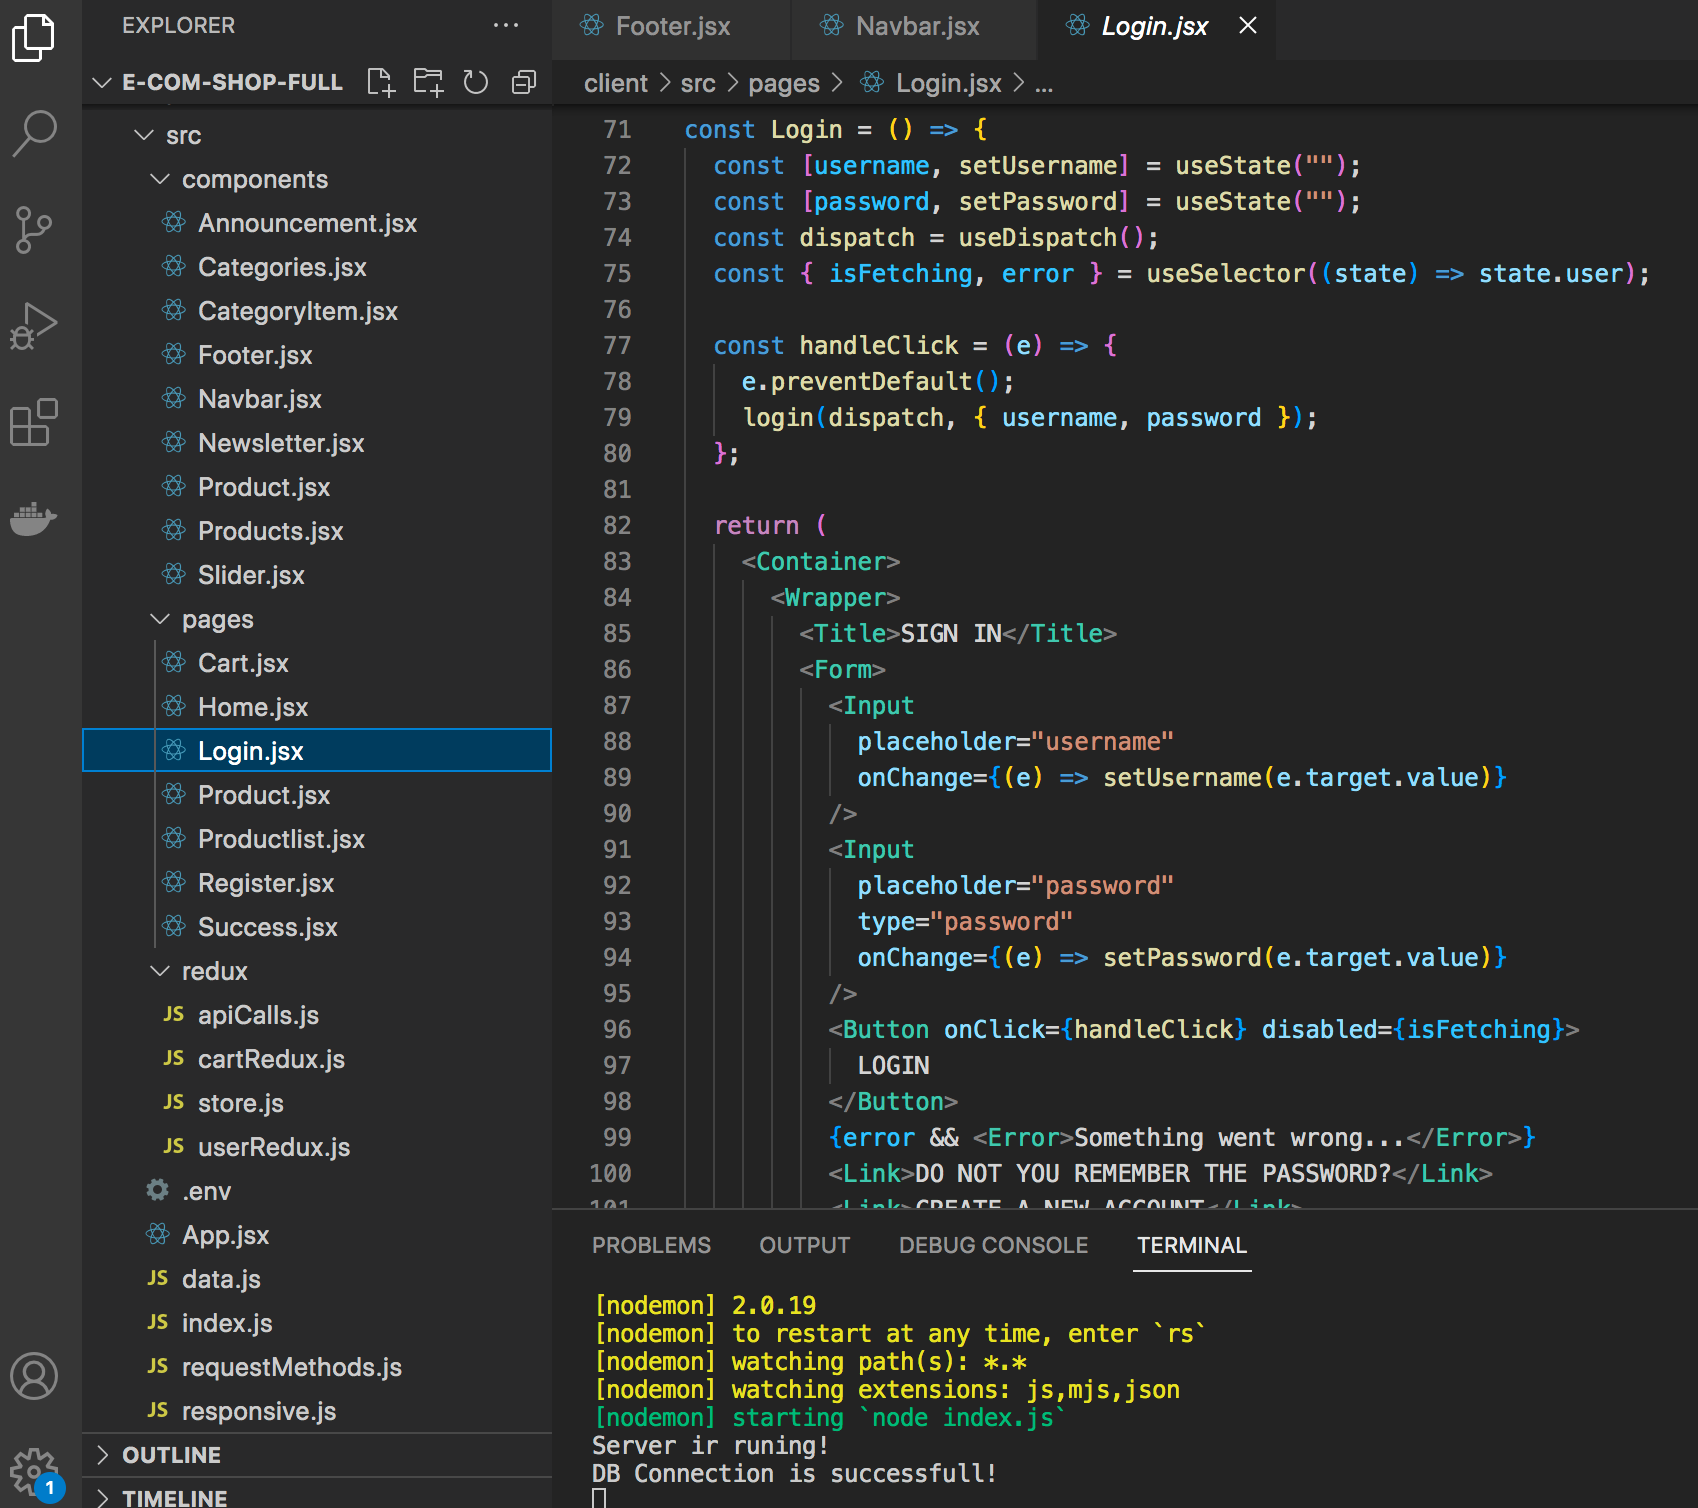 EXPLORER
E-COM-SHOP-FULL
src
components
Announcement.jsx
Categories.jsx
CategoryItem.jsx
Footer.jsx
Navbar.jsx
Newsletter.jsx
Product.jsx
Products.jsx
Slider.jsx
pages
Cart.jsx
Home.jsx
Login.jsx
Product.jsx
Productlist.jsx
Register.jsx
Success.jsx
redux
JS apiCalls.js
JS cartRedux.js
JS store.js
JS userRedux.js
.env
App.jsx
JS data.js
JS index.js
JS requestMethods.js
JS responsive.js
OUTLINE
TIMELINE
1
Footer.jsx Navbar.jsx Login.jsx
client > src > pages > Login.jsx > ...
71 const Login = () => {
72 const [username, setUsername] = useState("");
73 const [password, setPassword] = useState("");
74 const dispatch = useDispatch();
75 const { isFetching, error } = useSelector((state) => state.user);
76
77 const handleClick = (e) => {
78 e.preventDefault();
79 login(dispatch, { username, password });
80 };
81
82 return (
83 <Container>
84 <Wrapper>
85 <Title>SIGN IN</Title>
86 <Form>
87 <Input
88 placeholder="username"
89 onChange={(e) => setUsername(e.target.value)}
90 />
91 <Input
92 placeholder="password"
93 type="password"
94 onChange={(e) => setPassword(e.target.value)}
95 />
96 <Button onClick={handleClick} disabled={isFetching}>
97 LOGIN
98 </Button>
99 {error && <Error>Something went wrong...</Error>}
100 <Link>DO NOT YOU REMEMBER THE PASSWORD?</Link>
101 <Link>CREATE A NEW ACCOUNT</Link>
PROBLEMS OUTPUT DEBUG CONSOLE TERMINAL
[nodemon] 2.0.19
[nodemon] to restart at any time, enter `rs`
[nodemon] watching path(s): *.*
[nodemon] watching extensions: js,mjs,json
[nodemon] starting `node index.js`
Server ir runing!
DB Connection is successfull!